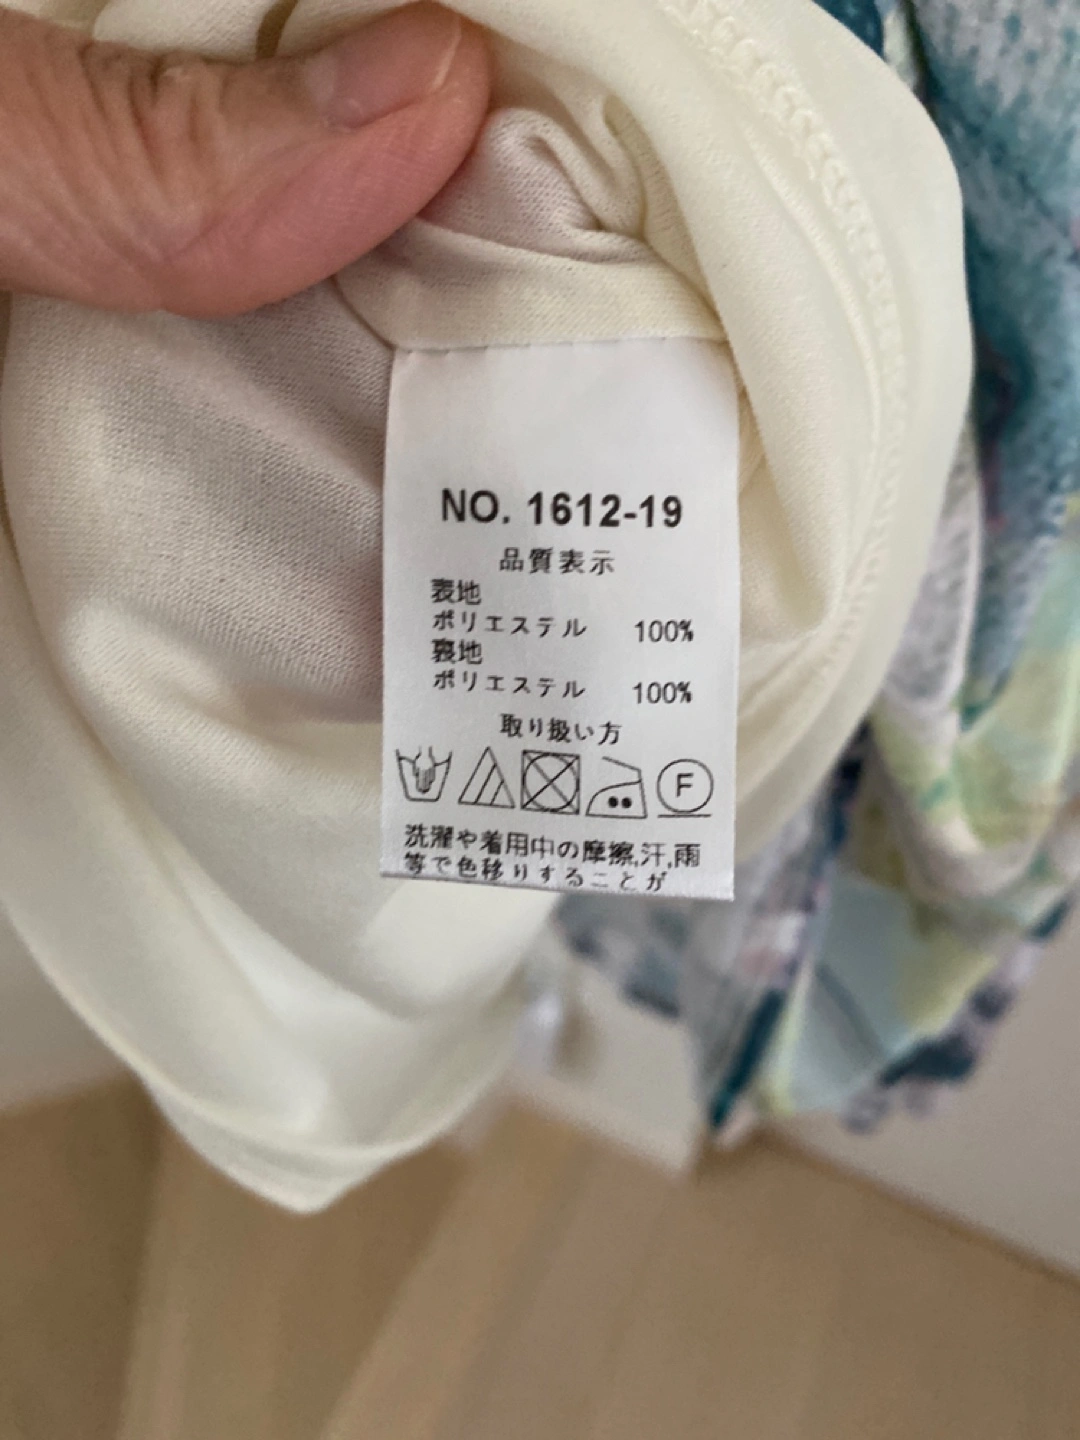 NO. 1612-19
品質表示
表地
ポリエステル 100%
裏地
ポリエステル 100%
取り扱い方
F
洗濯や着用中の摩擦,汗,雨
等で色移りすることが